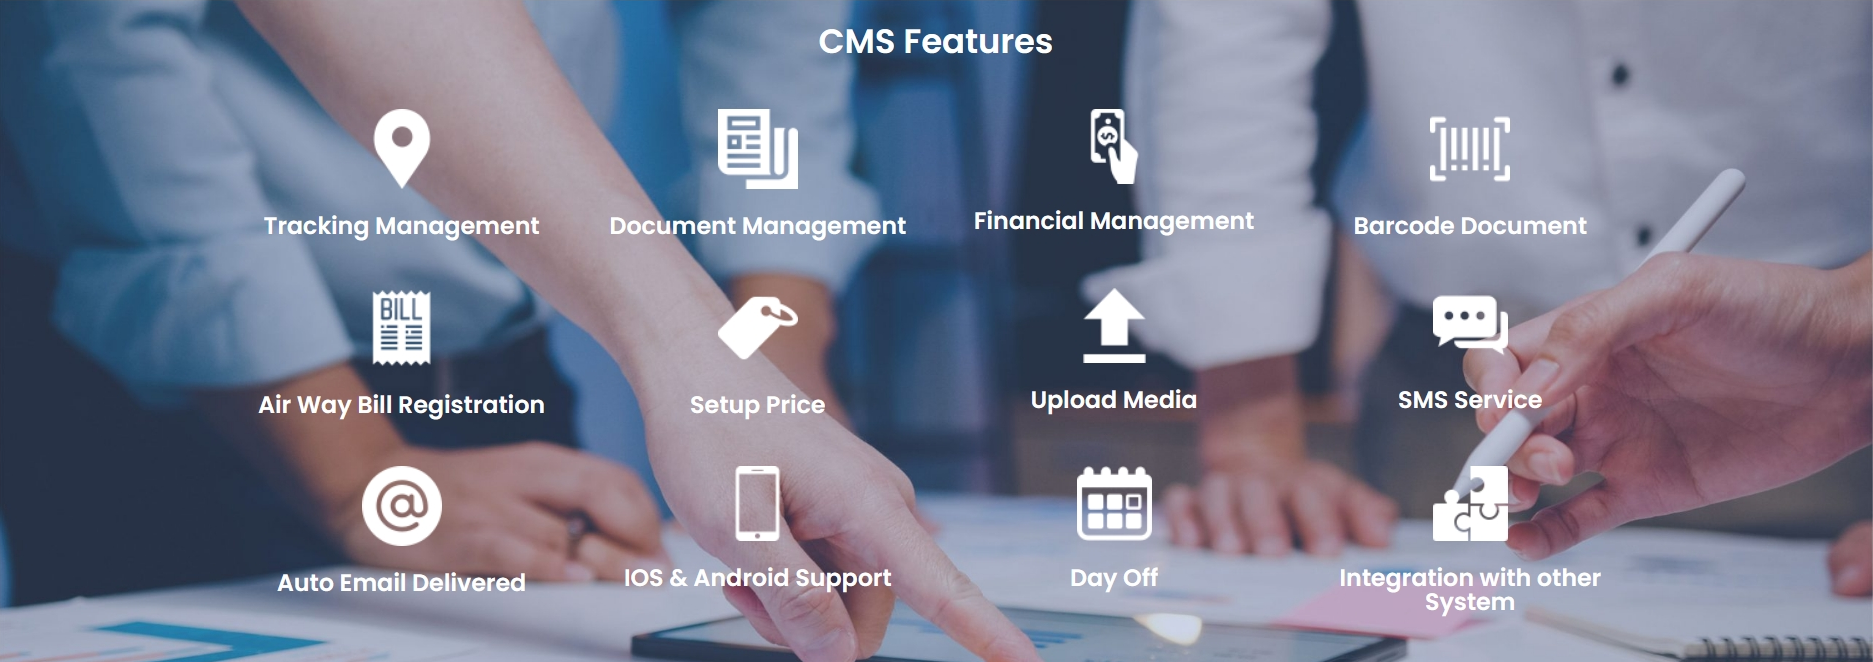 CMS Features
Tracking Management
Document Management
Financial Management
Barcode Document
BILL
Air Way Bill Registration
Setup Price
Upload Media
SMS Service
@
Auto Email Delivered
IOS & Android Support
Day Off
Integration with other
System